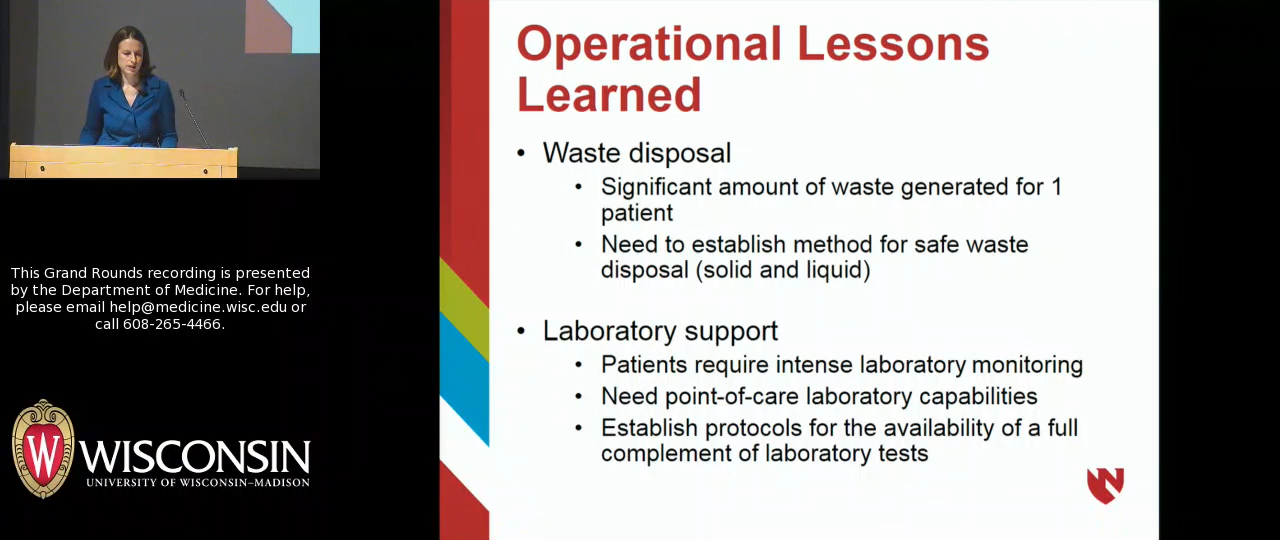 Operational Lessons
Learned
• Waste disposal
• Significant amount of waste generated for 1
patient
• Need to establish method for safe waste
disposal (solid and liquid)
• Laboratory support
• Patients require intense laboratory monitoring
• Need point-of-care laboratory capabilities
• Establish protocols for the availability of a full
complement of laboratory tests
This Grand Rounds recording is presented
by the Department of Medicine. For help,
please email help@medicine.wisc.edu or
call 608-265-4466.
W
WISCONSIN
UNIVERSITY OF WISCONSIN–MADISON
N